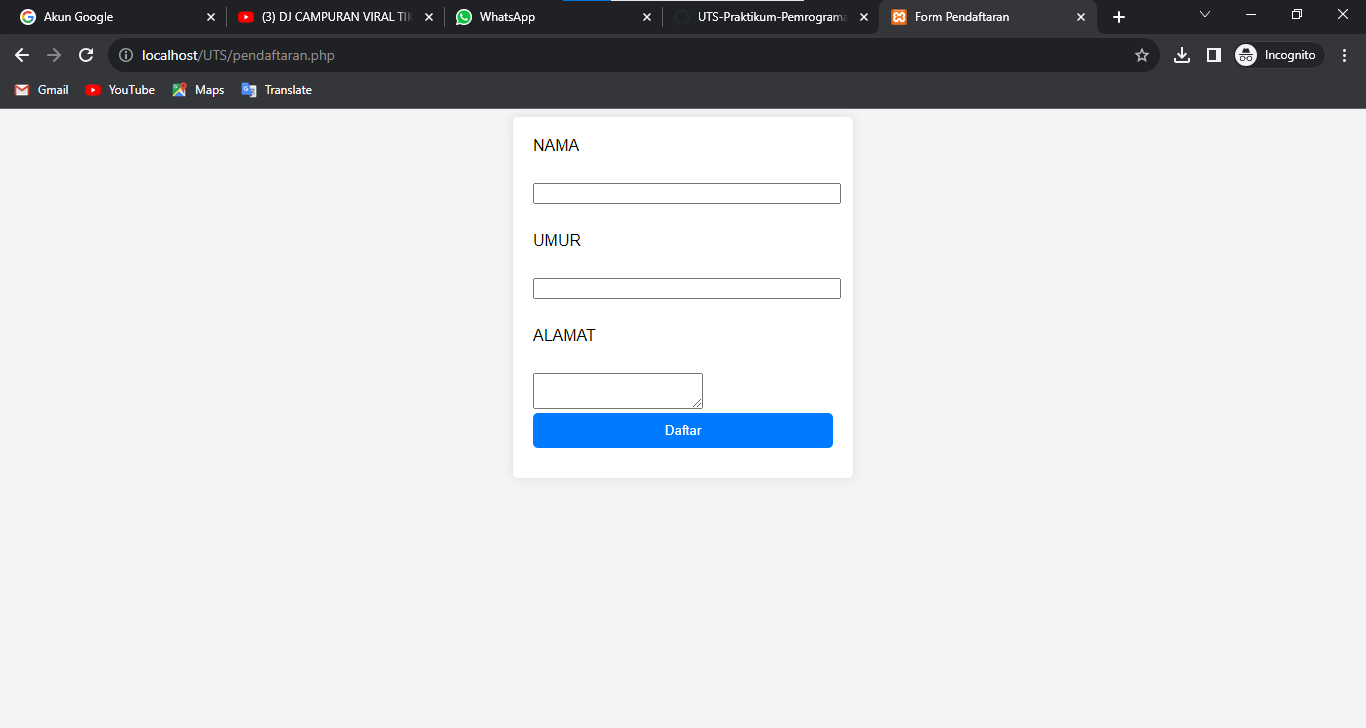 Akun Google
(3) DJ CAMPURAN VIRAL TIK
WhatsApp
UTS-Praktikum-Pemrograma
Form Pendaftaran
localhost/UTS/pendaftaran.php
Incognito
Gmail
YouTube
Maps
Translate
NAMA
UMUR
ALAMAT
Daftar